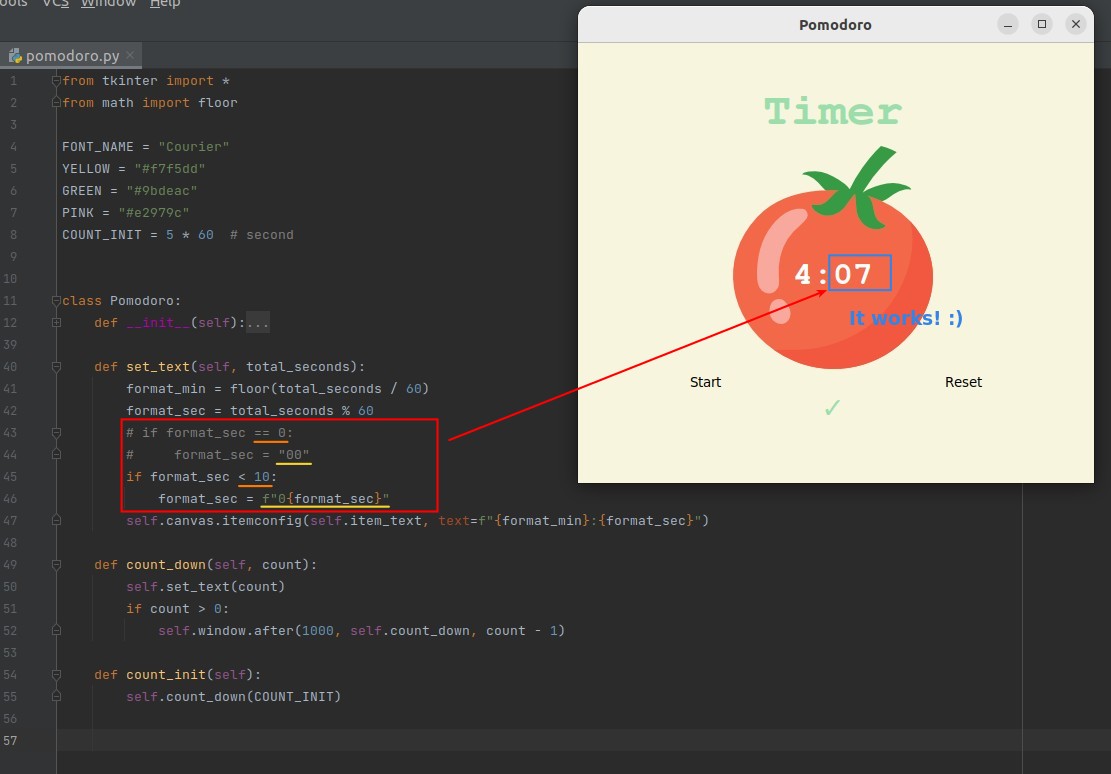 ools VCS Window Help
pomodoro.py
1 from tkinter import *
2 from math import floor
3
4 FONT_NAME = "Courier"
5 YELLOW = "#f7f5dd"
6 GREEN = "#9bdeac"
7 PINK = "#e2979c"
8 COUNT_INIT = 5 * 60  # second
9
10
11 class Pomodoro:
12     def __init__(self):...
39
40     def set_text(self, total_seconds):
41         format_min = floor(total_seconds / 60)
42         format_sec = total_seconds % 60
43         # if format_sec == 0:
44         #     format_sec = "00"
45         if format_sec < 10:
46             format_sec = f"0{format_sec}"
47         self.canvas.itemconfig(self.item_text, text=f"{format_min}:{format_sec}")
48
49     def count_down(self, count):
50         self.set_text(count)
51         if count > 0:
52             self.window.after(1000, self.count_down, count - 1)
53
54     def count_init(self):
55         self.count_down(COUNT_INIT)
56
57
Pomodoro
Timer
4:07
It works! :)
Start Reset
✓